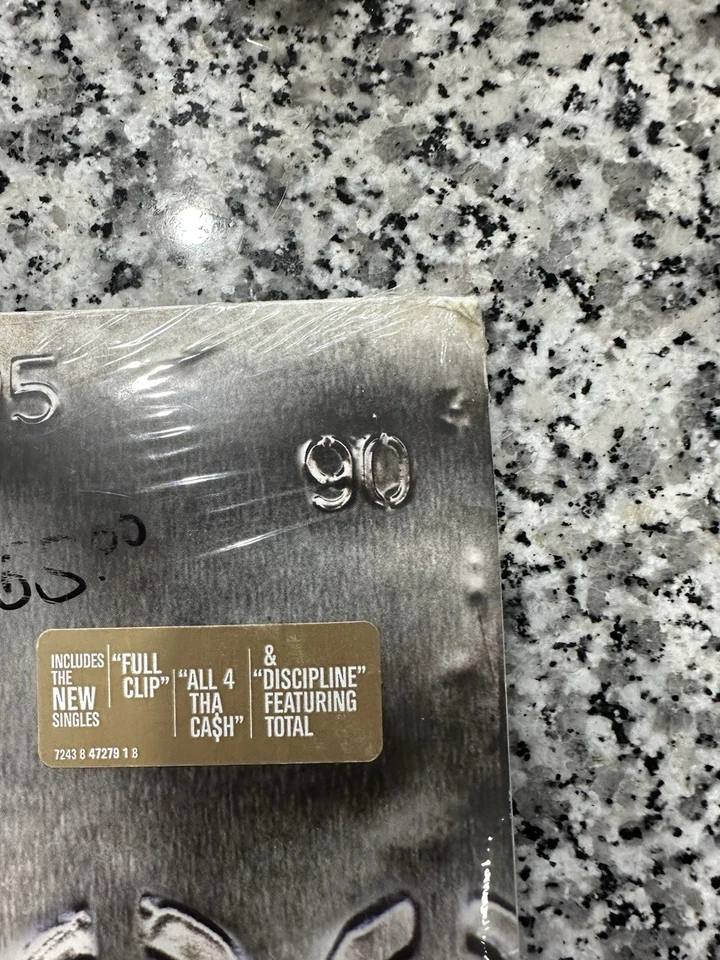 90
INCLUDES
THE
NEW
SINGLES
"FULL
CLIP"
"ALL 4
THA
CA$H"
&
"DISCIPLINE"
FEATURING
TOTAL
7243 8 47279 1 8